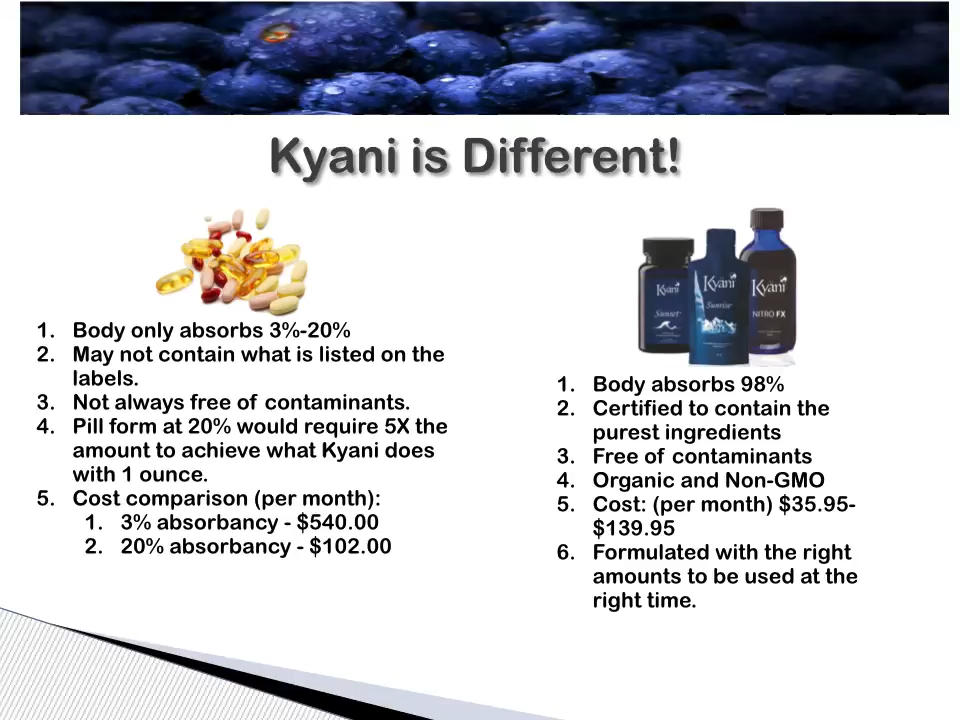 Kyani is Different!
1. Body only absorbs 3%-20%
2. May not contain what is listed on the
labels.
3. Not always free of contaminants.
4. Pill form at 20% would require 5X the
amount to achieve what Kyani does
with 1 ounce.
5. Cost comparison (per month):
1. 3% absorbancy - $540.00
2. 20% absorbancy - $102.00
Kyäni
Sunset
Kyäni
Sunrise
Kyäni
NITRO FX
1. Body absorbs 98%
2. Certified to contain the
purest ingredients
3. Free of contaminants
4. Organic and Non-GMO
5. Cost: (per month) $35.95-
$139.95
6. Formulated with the right
amounts to be used at the
right time.